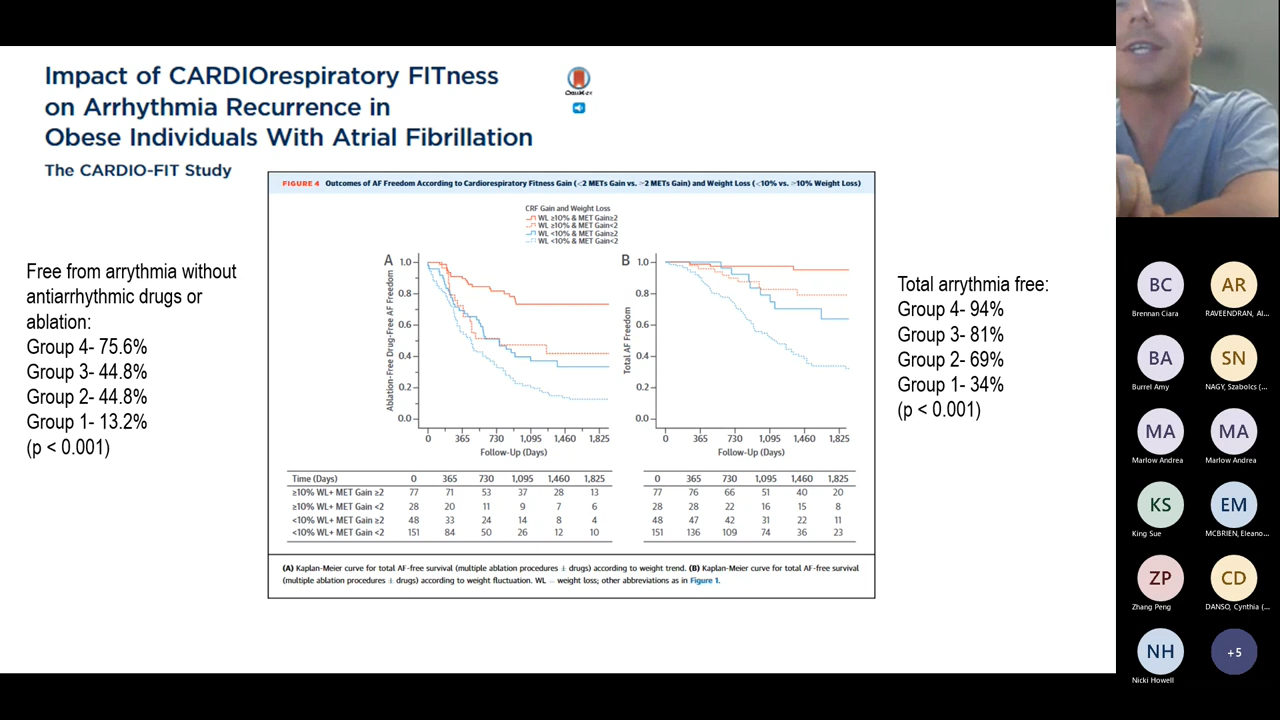 Impact of CARDIOrespiratory FITness
on Arrhythmia Recurrence in
Obese Individuals With Atrial Fibrillation
The CARDIO-FIT Study
Free from arrythmia without
antiarrhythmic drugs or
ablation:
Group 4- 75.6%
Group 3- 44.8%
Group 2- 44.8%
Group 1- 13.2%
(p < 0.001)
FIGURE 4 Outcomes of AF Freedom According to Cardiorespiratory Fitness Gain (<2 METs Gain vs. ≥2 METs Gain) and Weight Loss (<10% vs. ≥10% Weight Loss)
CRF Gain and Weight Loss
WL ≥10% & MET Gain≥2
WL ≥10% & MET Gain<2
WL <10% & MET Gain≥2
WL <10% & MET Gain<2
A
Ablation-Free Drug-Free AF Freedom
1.0
0.8
0.6
0.4
0.2
0.0
0 365 730 1,095 1,460 1,825
Follow-Up (Days)
B
Total AF Freedom
1.0
0.8
0.6
0.4
0.2
0.0
0 365 730 1,095 1,460 1,825
Follow-Up (Days)
Time (Days) 0 365 730 1,095 1,460 1,825 0 365 730 1,095 1,460 1,825
≥10% WL+ MET Gain ≥2 77 71 53 37 28 13 77 76 66 51 40 20
≥10% WL+ MET Gain <2 28 20 11 9 7 6 28 28 22 16 15 8
<10% WL+ MET Gain ≥2 48 33 24 14 8 4 48 47 42 31 22 11
<10% WL+ MET Gain <2 151 84 50 26 12 10 151 136 109 74 36 23
(A) Kaplan-Meier curve for total AF-free survival (multiple ablation procedures ± drugs) according to weight trend. (B) Kaplan-Meier curve for total AF-free survival
(multiple ablation procedures ± drugs) according to weight fluctuation. WL = weight loss; other abbreviations as in Figure 1.
Total arrythmia free:
Group 4- 94%
Group 3- 81%
Group 2- 69%
Group 1- 34%
(p < 0.001)
BC AR
Brennan Ciara RAVEENDRAN, Al...
BA SN
Burrel Amy NAGY, Szabolcs (...
MA MA
Marlow Andrea Marlow Andrea
KS EM
King Sue MCBRIEN, Eleano...
ZP CD
Zhang Peng DANSO, Cynthia (...
NH +5
Nicki Howell